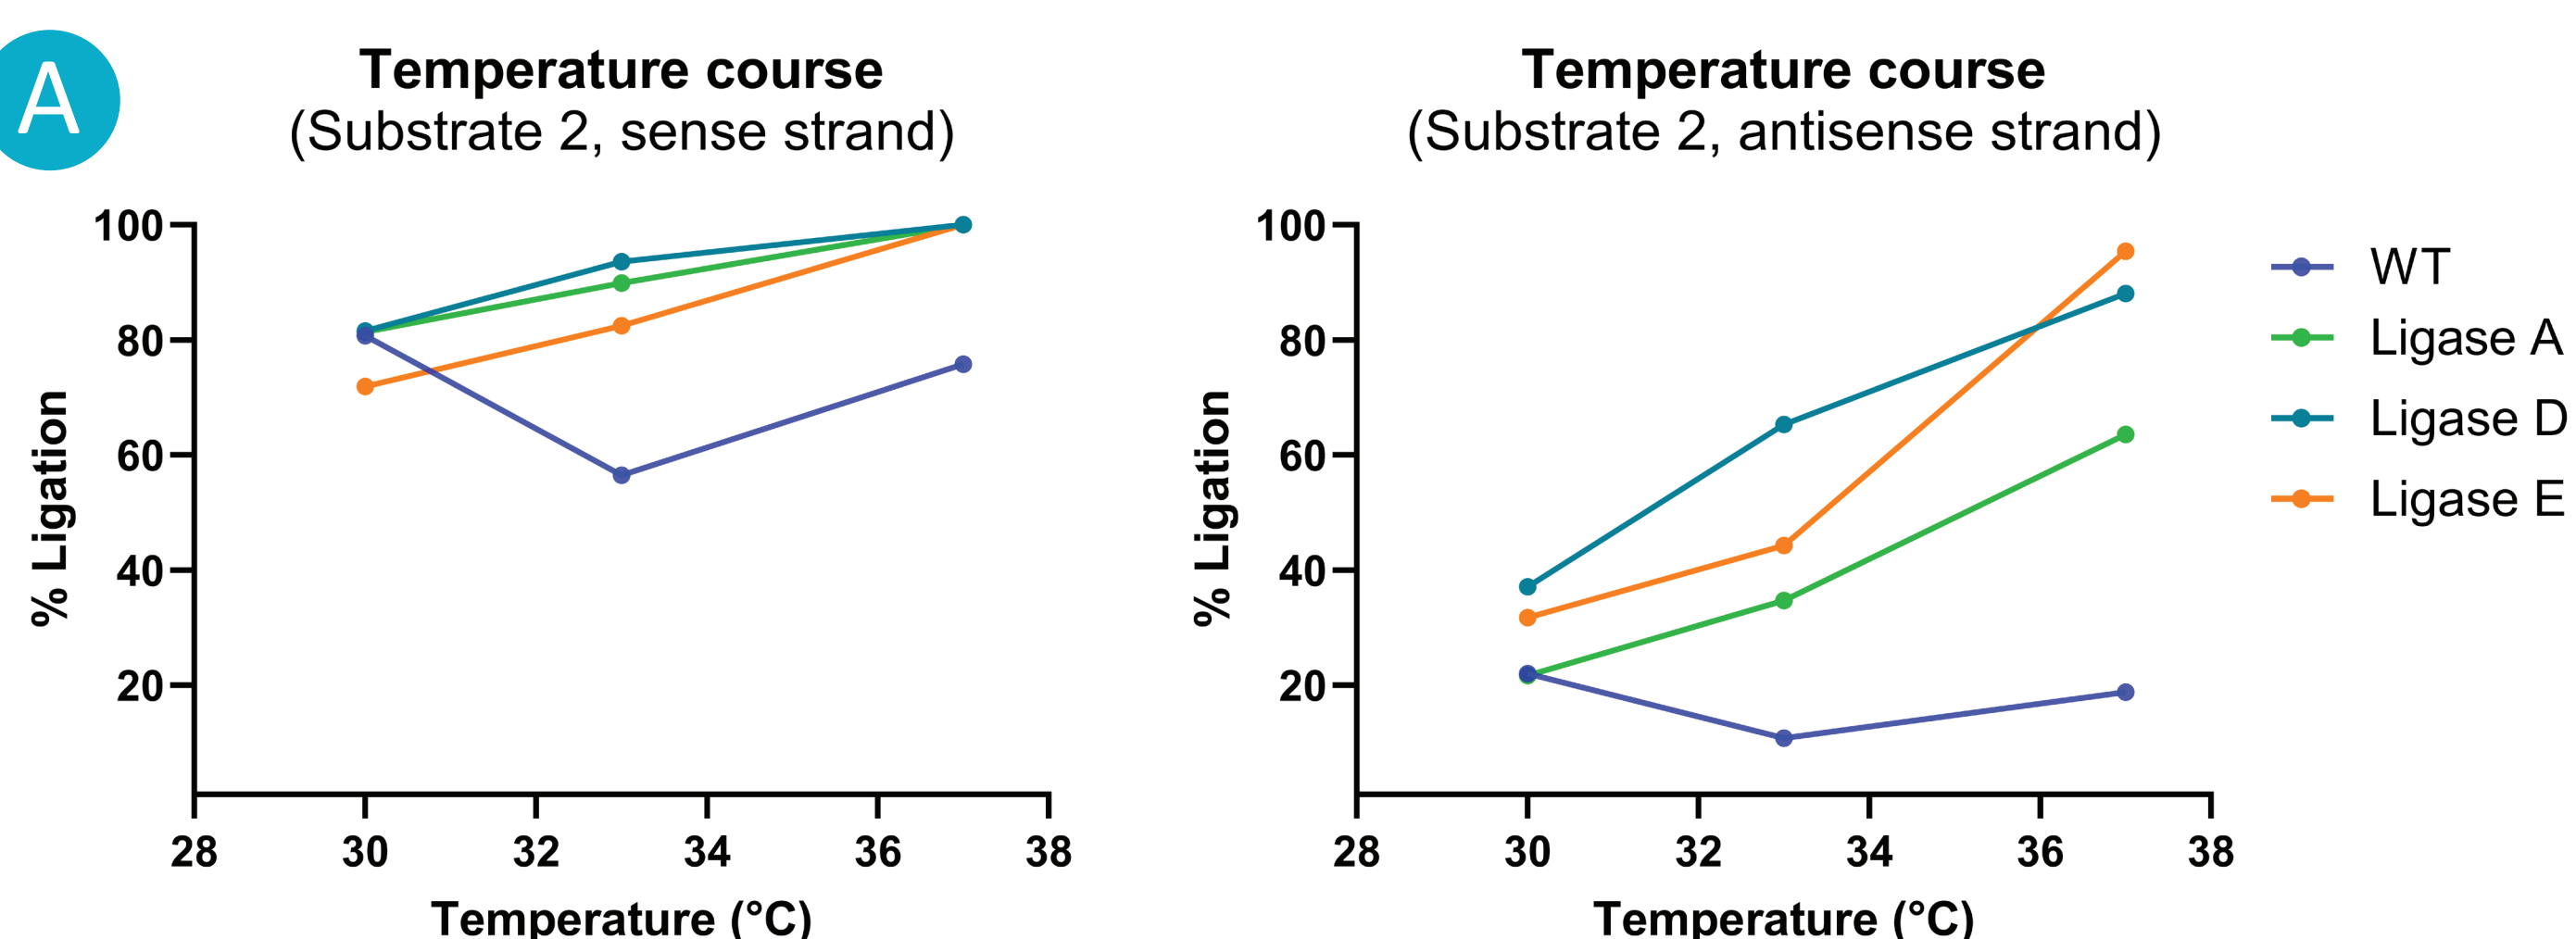 A
Temperature course
(Substrate 2, sense strand)
% Ligation
100
80
60
40
20
28 30 32 34 36 38
Temperature (°C)
Temperature course
(Substrate 2, antisense strand)
% Ligation
100
80
60
40
20
28 30 32 34 36 38
Temperature (°C)
WT
Ligase A
Ligase D
Ligase E